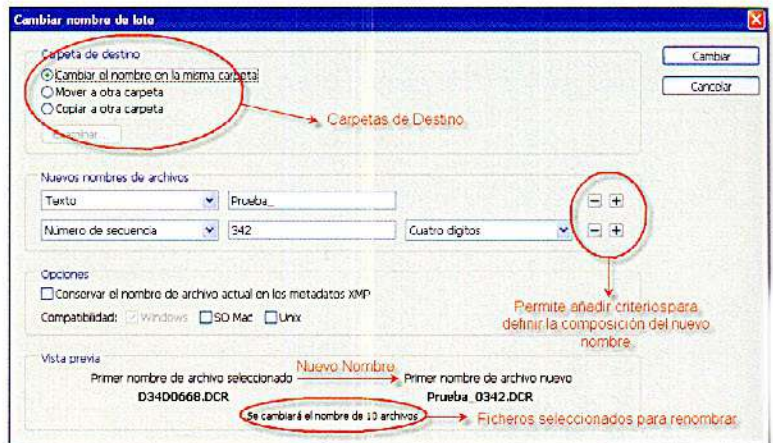 Cambiar nombre de lote
Carpeta de destino
Cambiar el nombre en la misma carpeta
Mover a otra carpeta
Copiar a otra carpeta
Examinar...
Cambiar
Cancelar
Carpetas de Destino
Nuevos nombres de archivos
Texto
Prueba_
Número de secuencia
342
Cuatro dígitos
Opciones
Conservar el nombre de archivo actual en los metadatos XMP
Compatibilidad: Windows SO Mac Unix
Permite añadir criteriospara
definir la composición del nuevo
nombre.
Vista previa
Nuevo Nombre
Primer nombre de archivo seleccionado
Primer nombre de archivo nuevo
D34D0668.DCR
Prueba_0342.DCR
Se cambiará el nombre de 10 archivos
Ficheros seleccionados para renombrar